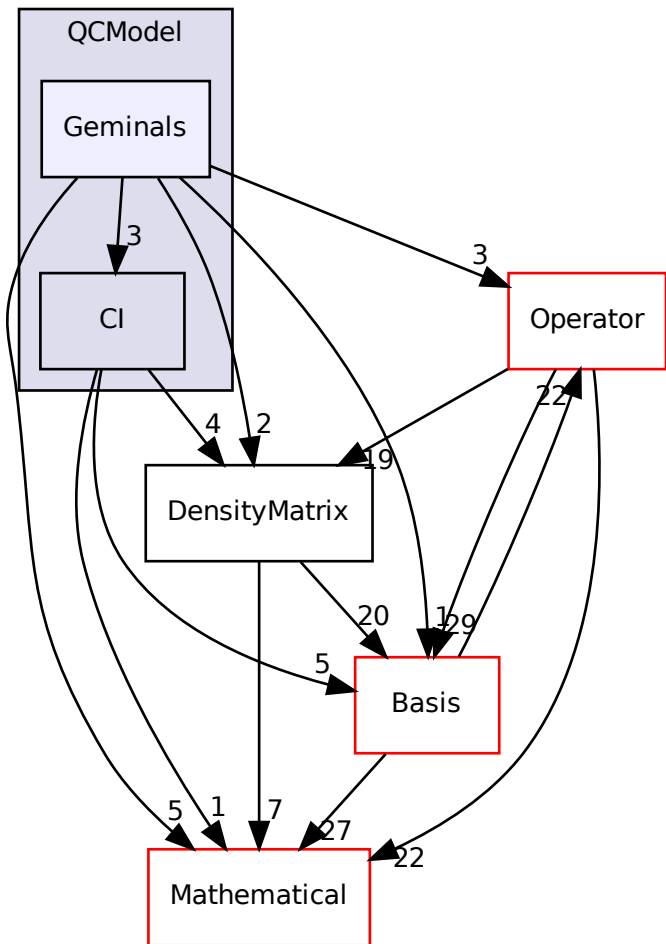 QCModel
Geminals
3
3
CI
Operator
22
4
2
19
DensityMatrix
20
1
29
5
Basis
5
1
7
27
22
Mathematical